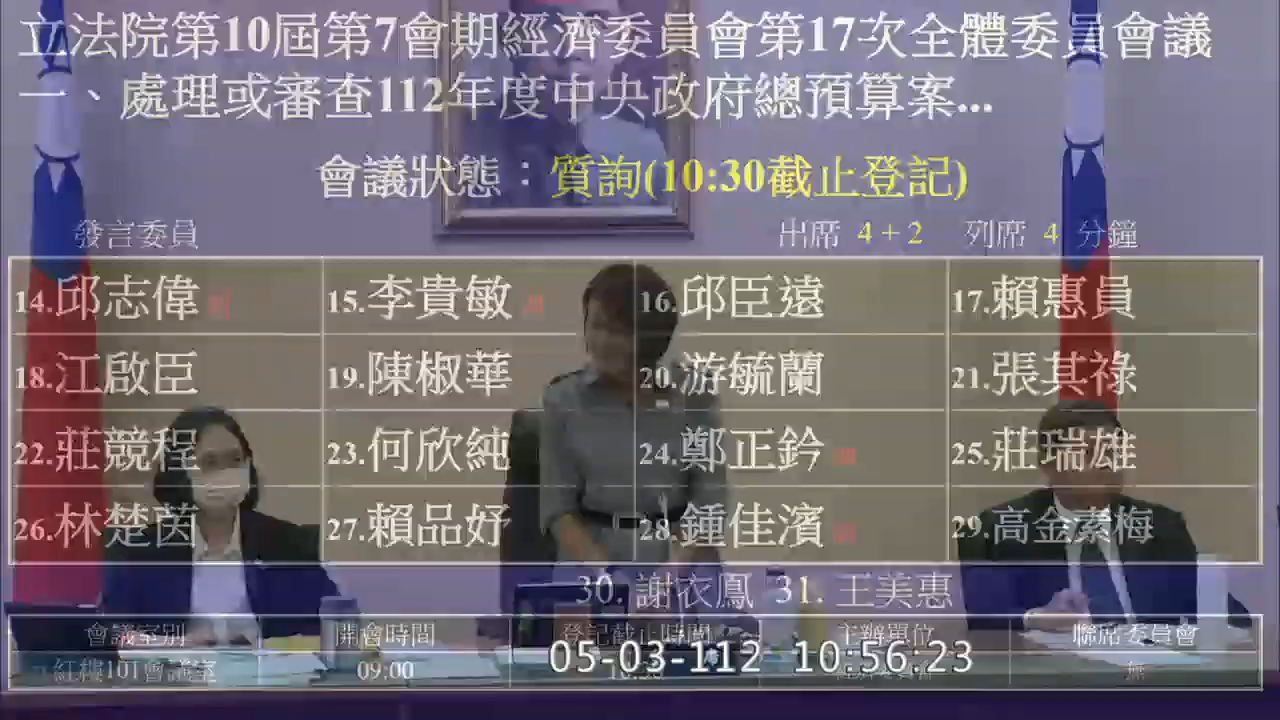 立法院第10屆第7會期經濟委員會第17次全體委員會議
一、處理或審查112年度中央政府總預算案...
會議狀態：質詢(10:30截止登記)
發言委員 出席 4 + 2 列席 4 分鐘
14.邱志偉 15.李貴敏 16.邱臣遠 17.賴惠員
18.江啟臣 19.陳椒華 20.游毓蘭 21.張其祿
22.莊競程 23.何欣純 24.鄭正鈐 25.莊瑞雄
26.林楚茵 27.賴品妤 28.鍾佳濱 29.高金素梅
30. 謝衣鳳 31. 王美惠
會議室別 開會時間 登記截止時間 主辦單位 聯席委員會
紅樓101會議室 09:00 10:30 無
05-03-112 10:56:23